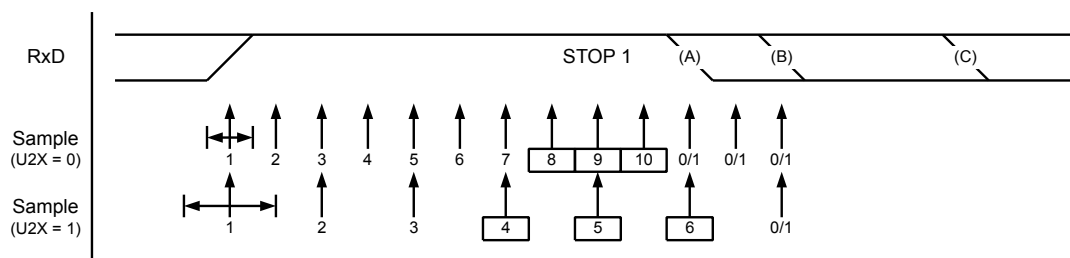 RxD STOP 1 (A) (B) (C)
Sample
(U2X = 0)
1 2 3 4 5 6 7 8 9 10 0/1 0/1 0/1
Sample
(U2X = 1)
1 2 3 4 5 6 0/1